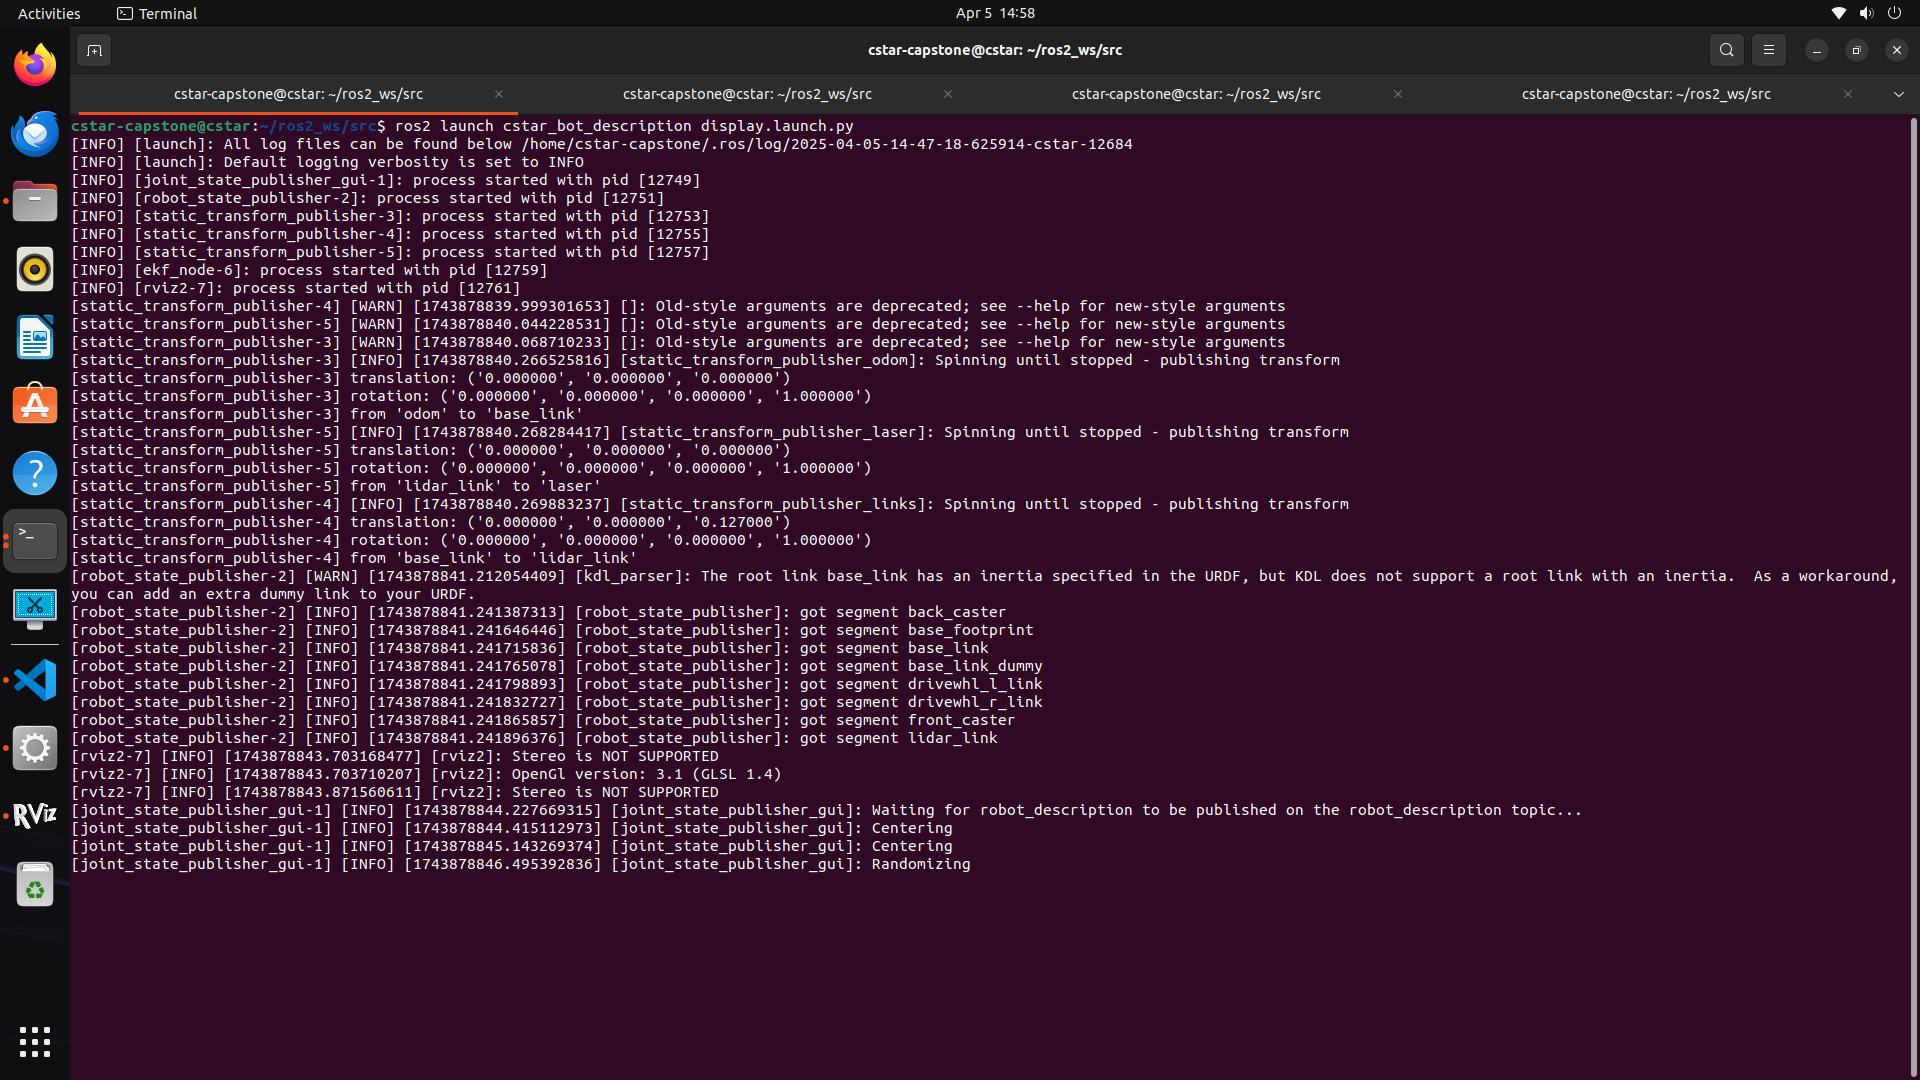 Activities
Terminal
Apr 5 14:58
cstar-capstone@cstar: ~/ros2_ws/src
cstar-capstone@cstar: ~/ros2_ws/src
cstar-capstone@cstar: ~/ros2_ws/src
cstar-capstone@cstar: ~/ros2_ws/src
cstar-capstone@cstar: ~/ros2_ws/src
cstar-capstone@cstar:~/ros2_ws/src$ ros2 launch cstar_bot_description display.launch.py
[INFO] [launch]: All log files can be found below /home/cstar-capstone/.ros/log/2025-04-05-14-47-18-625914-cstar-12684
[INFO] [launch]: Default logging verbosity is set to INFO
[INFO] [joint_state_publisher_gui-1]: process started with pid [12749]
[INFO] [robot_state_publisher-2]: process started with pid [12751]
[INFO] [static_transform_publisher-3]: process started with pid [12753]
[INFO] [static_transform_publisher-4]: process started with pid [12755]
[INFO] [static_transform_publisher-5]: process started with pid [12757]
[INFO] [ekf_node-6]: process started with pid [12759]
[INFO] [rviz2-7]: process started with pid [12761]
[static_transform_publisher-4] [WARN] [1743878839.999301653] []: Old-style arguments are deprecated; see --help for new-style arguments
[static_transform_publisher-5] [WARN] [1743878840.044228531] []: Old-style arguments are deprecated; see --help for new-style arguments
[static_transform_publisher-3] [WARN] [1743878840.068710233] []: Old-style arguments are deprecated; see --help for new-style arguments
[static_transform_publisher-3] [INFO] [1743878840.266525816] [static_transform_publisher_odom]: Spinning until stopped - publishing transform
[static_transform_publisher-3] translation: ('0.000000', '0.000000', '0.000000')
[static_transform_publisher-3] rotation: ('0.000000', '0.000000', '0.000000', '1.000000')
[static_transform_publisher-3] from 'odom' to 'base_link'
[static_transform_publisher-5] [INFO] [1743878840.268284417] [static_transform_publisher_laser]: Spinning until stopped - publishing transform
[static_transform_publisher-5] translation: ('0.000000', '0.000000', '0.000000')
[static_transform_publisher-5] rotation: ('0.000000', '0.000000', '0.000000', '1.000000')
[static_transform_publisher-5] from 'lidar_link' to 'laser'
[static_transform_publisher-4] [INFO] [1743878840.269883237] [static_transform_publisher_links]: Spinning until stopped - publishing transform
[static_transform_publisher-4] translation: ('0.000000', '0.000000', '0.127000')
[static_transform_publisher-4] rotation: ('0.000000', '0.000000', '0.000000', '1.000000')
[static_transform_publisher-4] from 'base_link' to 'lidar_link'
[robot_state_publisher-2] [WARN] [1743878841.212054409] [kdl_parser]: The root link base_link has an inertia specified in the URDF, but KDL does not support a root link with an inertia.  As a workaround,
you can add an extra dummy link to your URDF.
[robot_state_publisher-2] [INFO] [1743878841.241387313] [robot_state_publisher]: got segment back_caster
[robot_state_publisher-2] [INFO] [1743878841.241646446] [robot_state_publisher]: got segment base_footprint
[robot_state_publisher-2] [INFO] [1743878841.241715836] [robot_state_publisher]: got segment base_link
[robot_state_publisher-2] [INFO] [1743878841.241765078] [robot_state_publisher]: got segment base_link_dummy
[robot_state_publisher-2] [INFO] [1743878841.241798893] [robot_state_publisher]: got segment drivewhl_l_link
[robot_state_publisher-2] [INFO] [1743878841.241832727] [robot_state_publisher]: got segment drivewhl_r_link
[robot_state_publisher-2] [INFO] [1743878841.241865857] [robot_state_publisher]: got segment front_caster
[robot_state_publisher-2] [INFO] [1743878841.241896376] [robot_state_publisher]: got segment lidar_link
[rviz2-7] [INFO] [1743878843.703168477] [rviz2]: Stereo is NOT SUPPORTED
[rviz2-7] [INFO] [1743878843.703710207] [rviz2]: OpenGl version: 3.1 (GLSL 1.4)
[rviz2-7] [INFO] [1743878843.871560611] [rviz2]: Stereo is NOT SUPPORTED
[joint_state_publisher_gui-1] [INFO] [1743878844.227669315] [joint_state_publisher_gui]: Waiting for robot_description to be published on the robot_description topic...
[joint_state_publisher_gui-1] [INFO] [1743878844.415112973] [joint_state_publisher_gui]: Centering
[joint_state_publisher_gui-1] [INFO] [1743878845.143269374] [joint_state_publisher_gui]: Centering
[joint_state_publisher_gui-1] [INFO] [1743878846.495392836] [joint_state_publisher_gui]: Randomizing
RViz